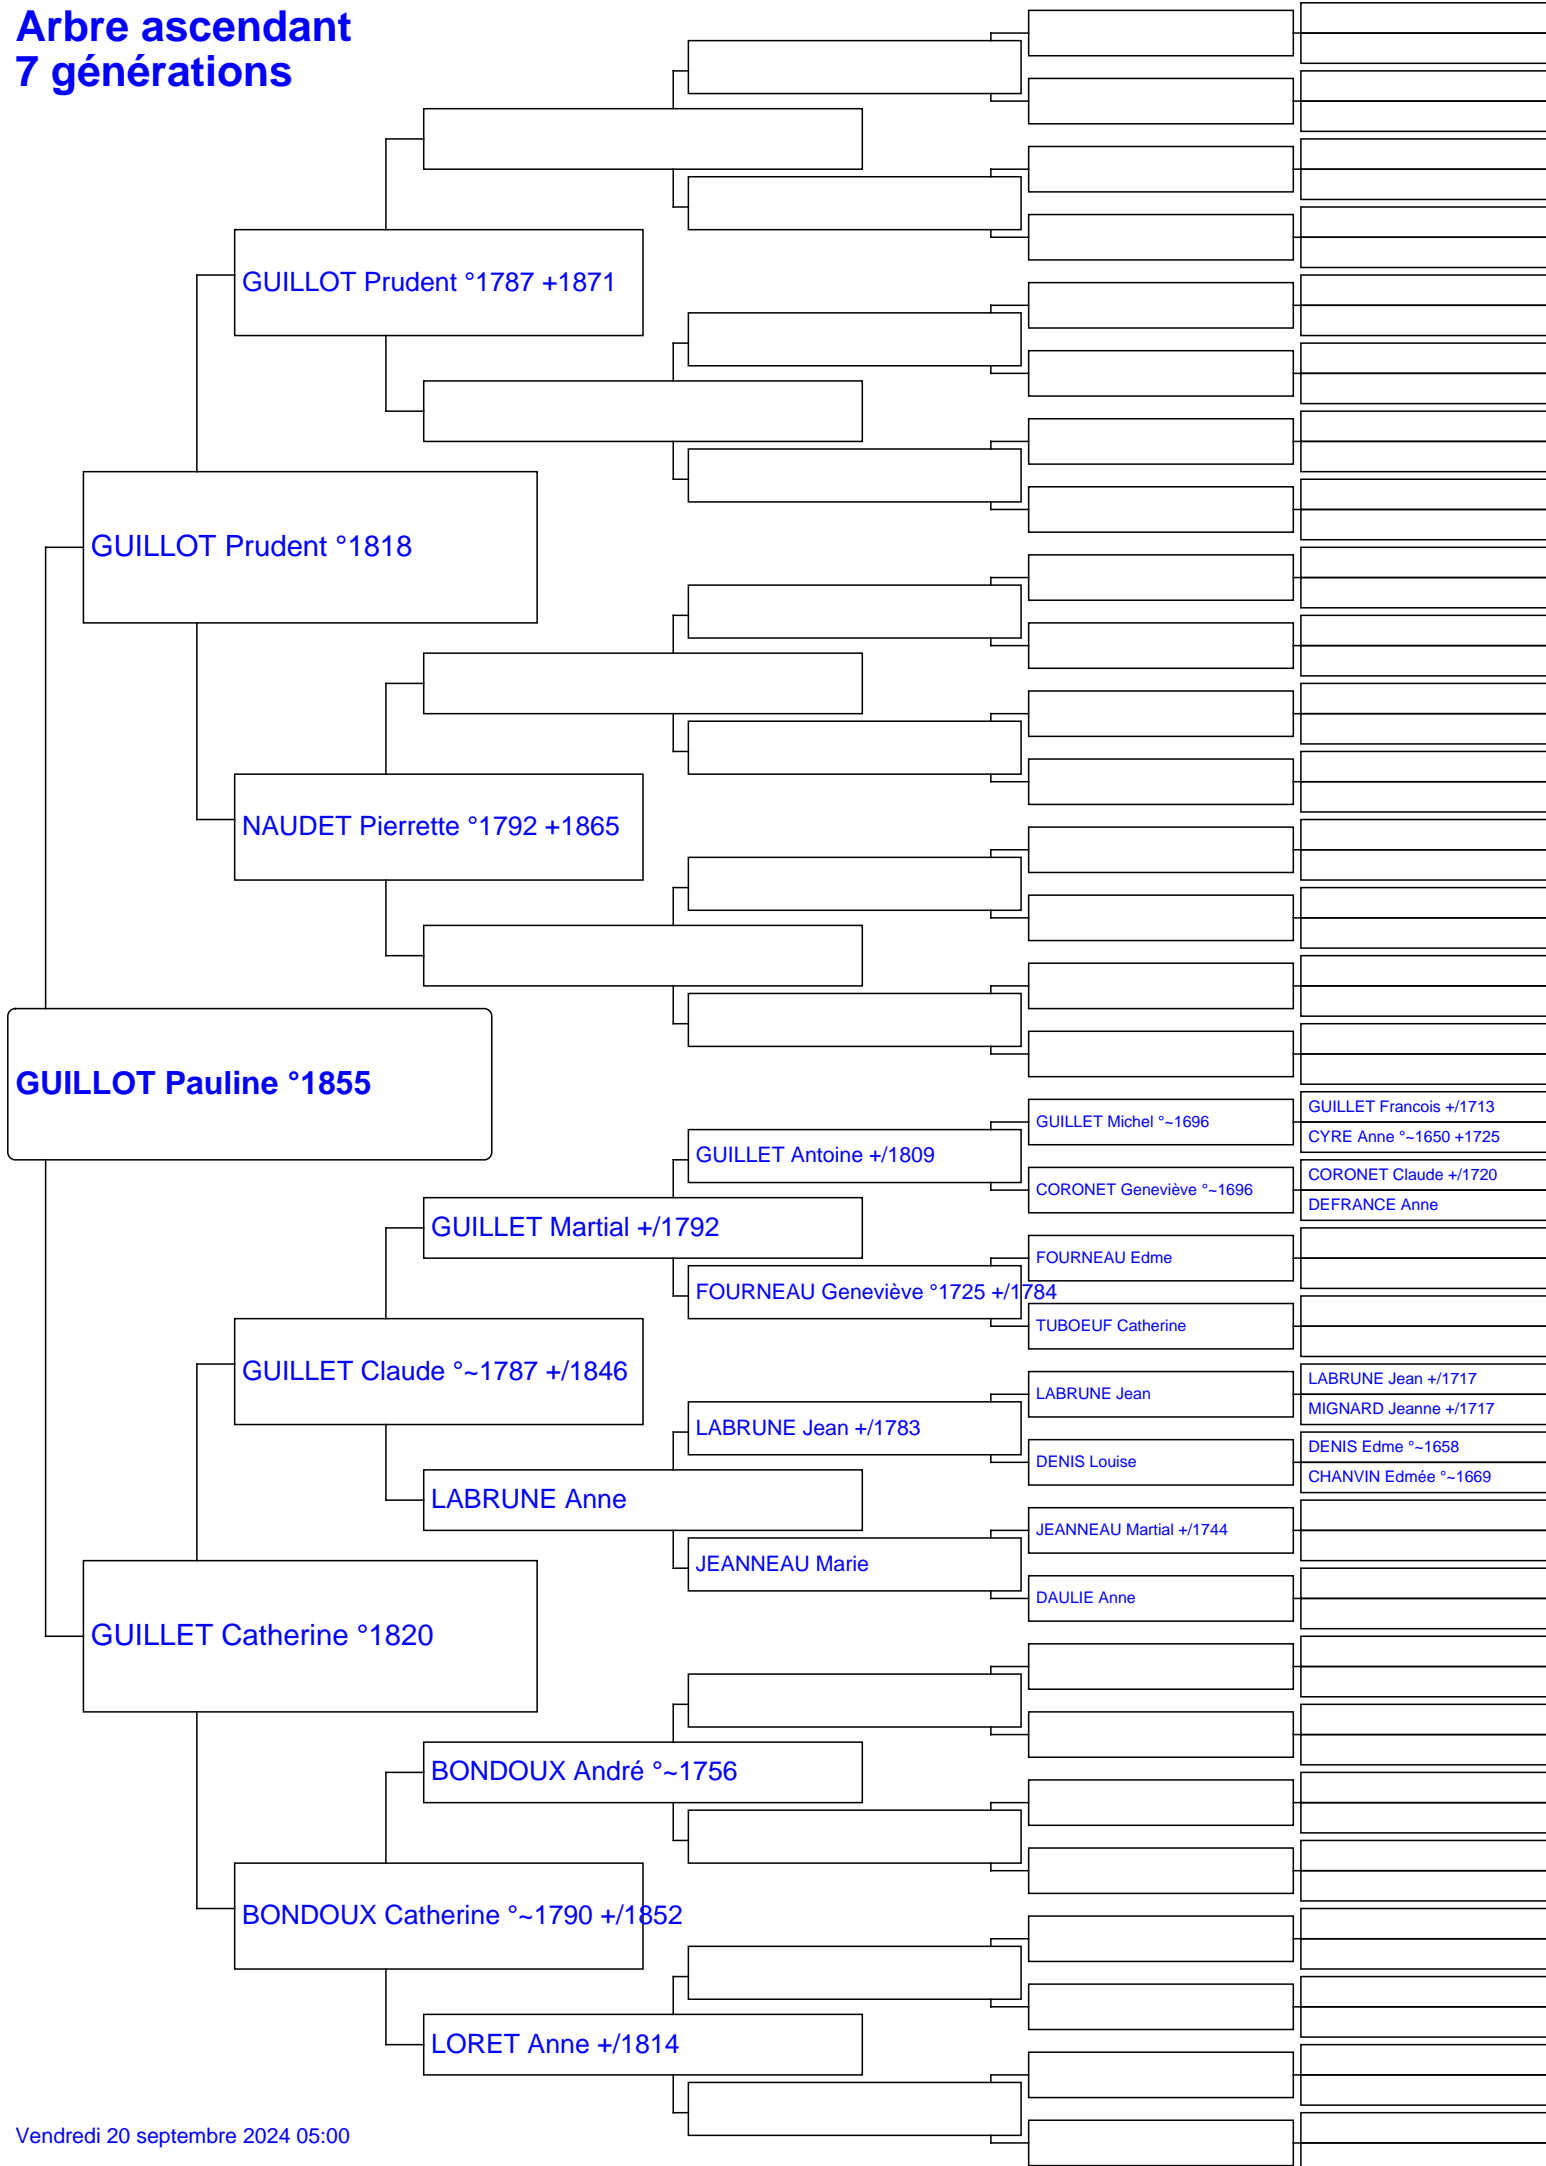 Arbre ascendant
7 générations
GUILLOT Prudent °1787 +1871
GUILLOT Prudent °1818
NAUDET Pierrette °1792 +1865
GUILLOT Pauline °1855
GUILLET Francois +/1713
GUILLET Michel °~1696
CYRE Anne °~1650 +1725
GUILLET Antoine +/1809
CORONET Claude +/1720
CORONET Geneviève °~1696
DEFRANCE Anne
GUILLET Martial +/1792
FOURNEAU Edme
FOURNEAU Geneviève °1725 +/1784
TUBOEUF Catherine
GUILLET Claude °~1787 +/1846
LABRUNE Jean +/1717
LABRUNE Jean
MIGNARD Jeanne +/1717
LABRUNE Jean +/1783
DENIS Edme °~1658
DENIS Louise
CHANVIN Edmée °~1669
LABRUNE Anne
JEANNEAU Martial +/1744
JEANNEAU Marie
DAULIE Anne
GUILLET Catherine °1820
BONDOUX André °~1756
BONDOUX Catherine °~1790 +/1852
LORET Anne +/1814
Vendredi 20 septembre 2024 05:00